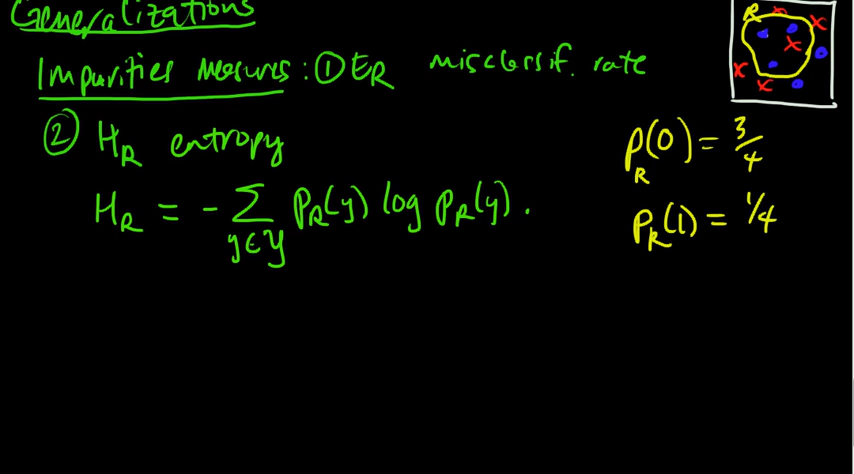 Generalizations
Impurities Measures: ① E_R misclassif. rate
② H_R entropy
H_R = - ∑_{y∈Y} P_R(y) log P_R(y).
R
P_R(0) = 3/4
P_R(1) = 1/4